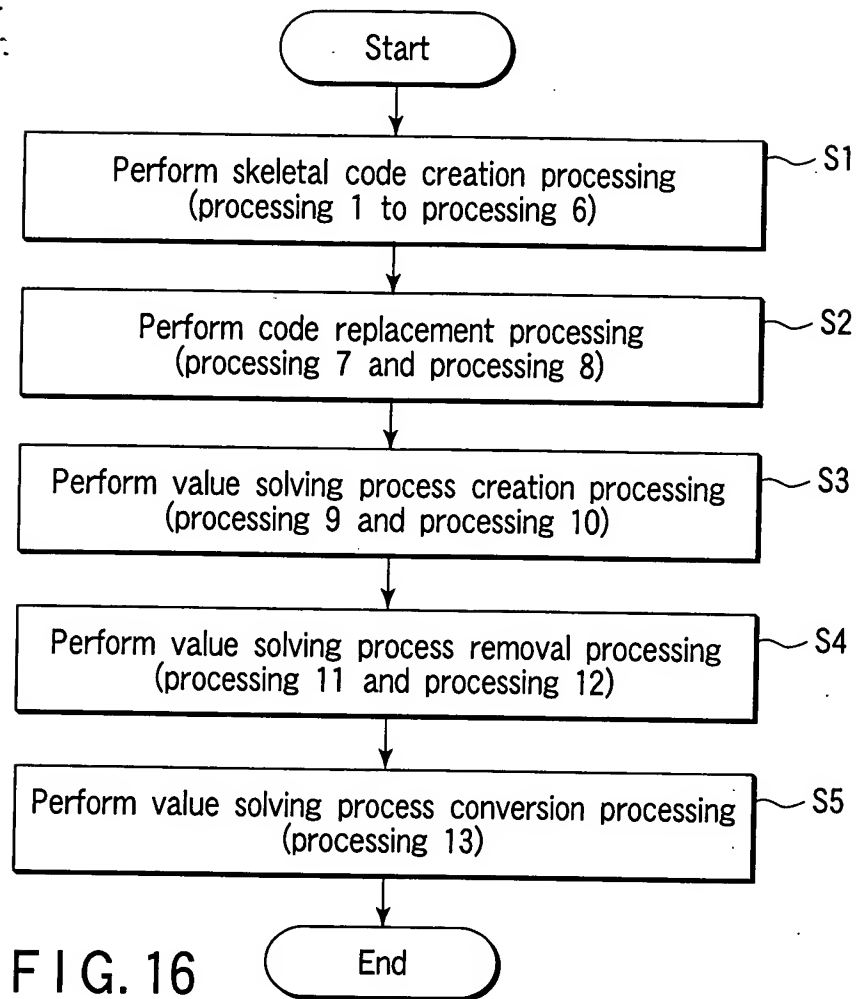 Start
Perform skeletal code creation processing
(processing 1 to processing 6)
S1
Perform code replacement processing
(processing 7 and processing 8)
S2
Perform value solving process creation processing
(processing 9 and processing 10)
S3
Perform value solving process removal processing
(processing 11 and processing 12)
S4
Perform value solving process conversion processing
(processing 13)
S5
End
FIG. 16